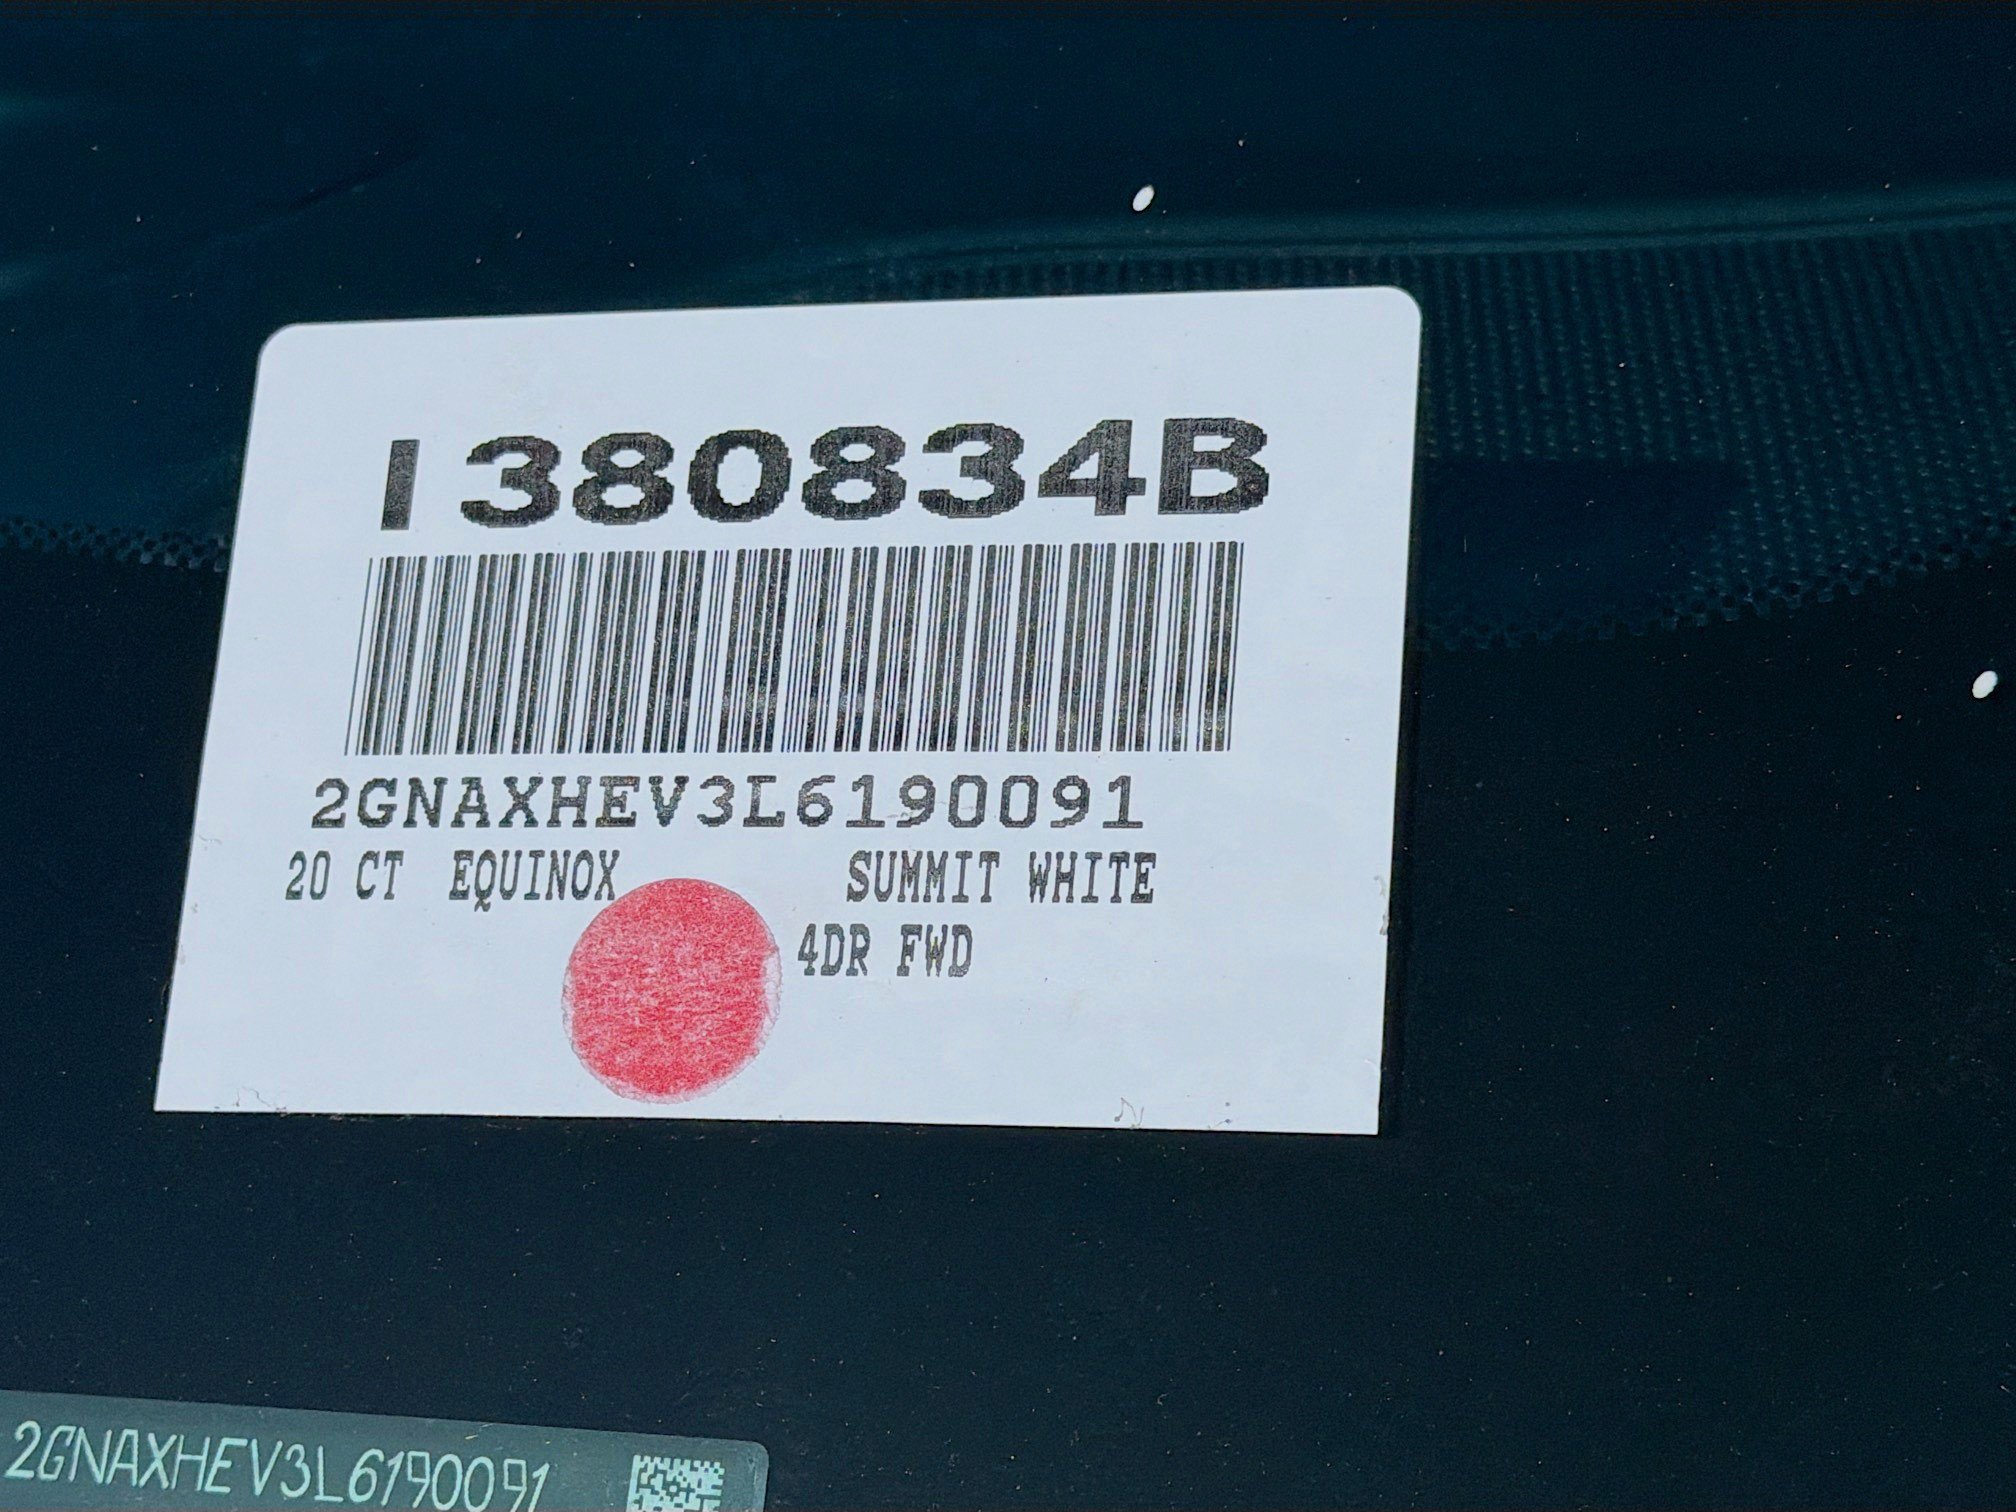 I380834B
2GNAXHEV3L6190091
20 CT EQUINOX SUMMIT WHITE
4DR FWD
2GNAXHEV3L6190091